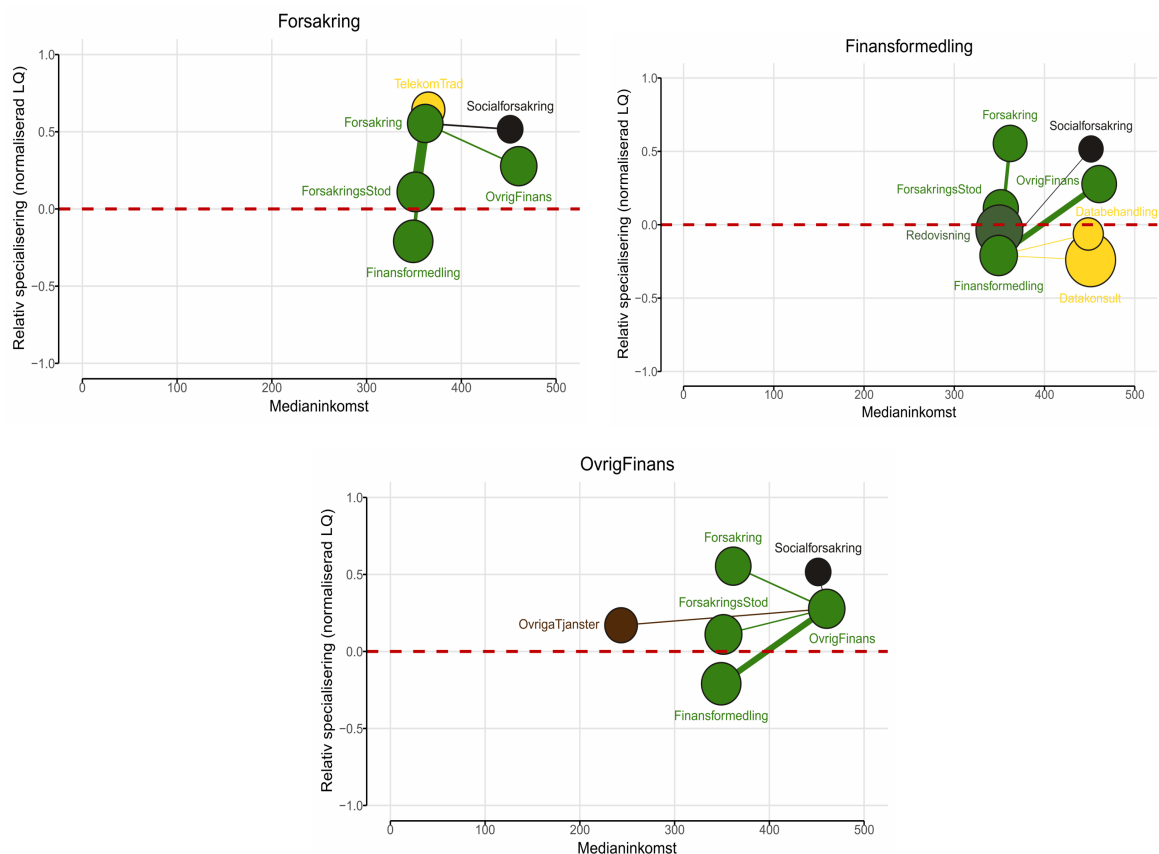 Forsakring
Relativ specialisering (normaliserad LQ)
1.0
0.5
0.0
−0.5
−1.0
TelekomTrad
Socialforsakring
Forsakring
ForsakringsStod
OvrigFinans
Finansformedling
0
100
200
300
400
500
Medianinkomst
Finansformedling
Relativ specialisering (normaliserad LQ)
1.0
0.5
0.0
−0.5
−1.0
Forsakring
Socialforsakring
OvrigFinans
ForsakringsStod
Databehandling
Redovisning
Finansformedling
Datakonsult
0
100
200
300
400
500
Medianinkomst
OvrigFinans
Relativ specialisering (normaliserad LQ)
1.0
0.5
0.0
−0.5
−1.0
Forsakring
Socialforsakring
ForsakringsStod
OvrigaTjanster
OvrigFinans
Finansformedling
0
100
200
300
400
500
Medianinkomst